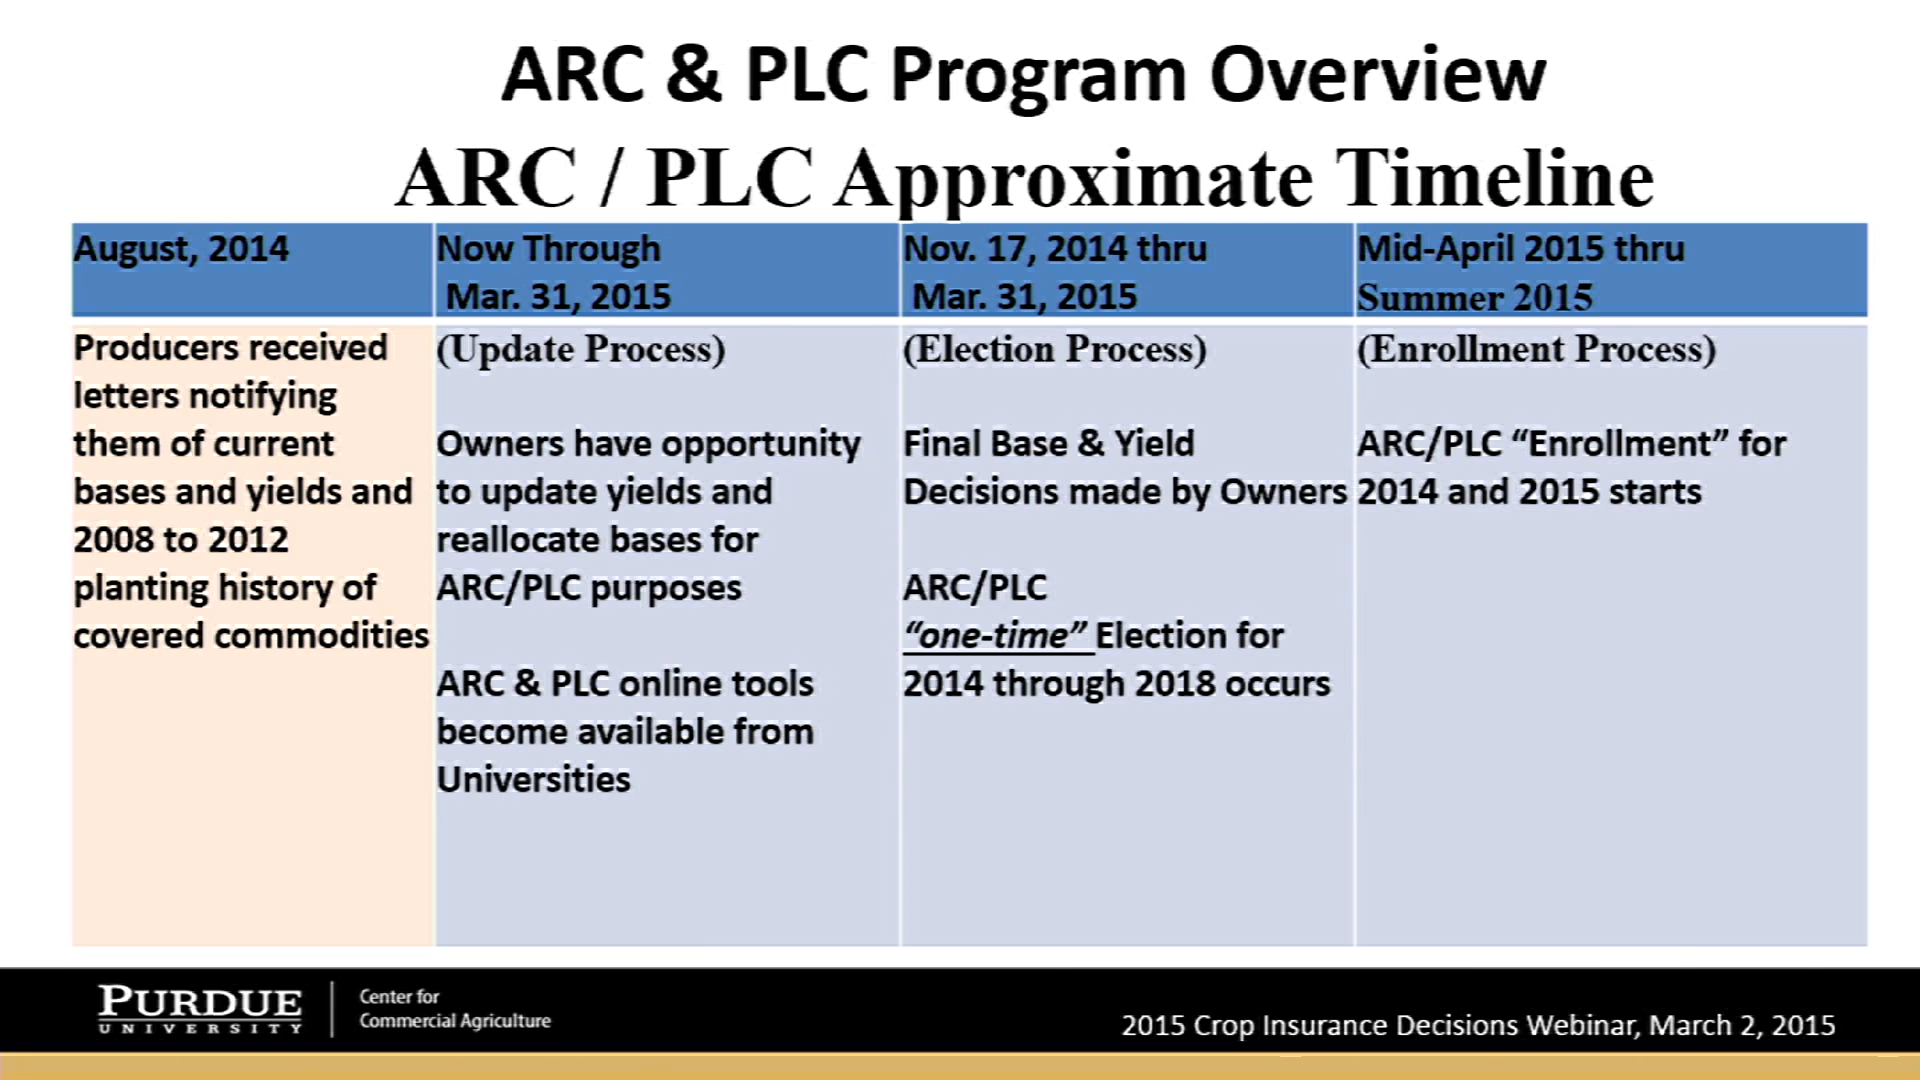 ARC & PLC Program Overview
ARC / PLC Approximate Timeline
August, 2014
Now Through
Mar. 31, 2015
Nov. 17, 2014 thru
Mar. 31, 2015
Mid-April 2015 thru
Summer 2015
Producers received
letters notifying
them of current
bases and yields and
2008 to 2012
planting history of
covered commodities
(Update Process)
Owners have opportunity
to update yields and
reallocate bases for
ARC/PLC purposes
ARC & PLC online tools
become available from
Universities
(Election Process)
Final Base & Yield
Decisions made by Owners
ARC/PLC
“one-time” Election for
2014 through 2018 occurs
(Enrollment Process)
ARC/PLC “Enrollment” for
2014 and 2015 starts
PURDUE
UNIVERSITY
Center for
Commercial Agriculture
2015 Crop Insurance Decisions Webinar, March 2, 2015